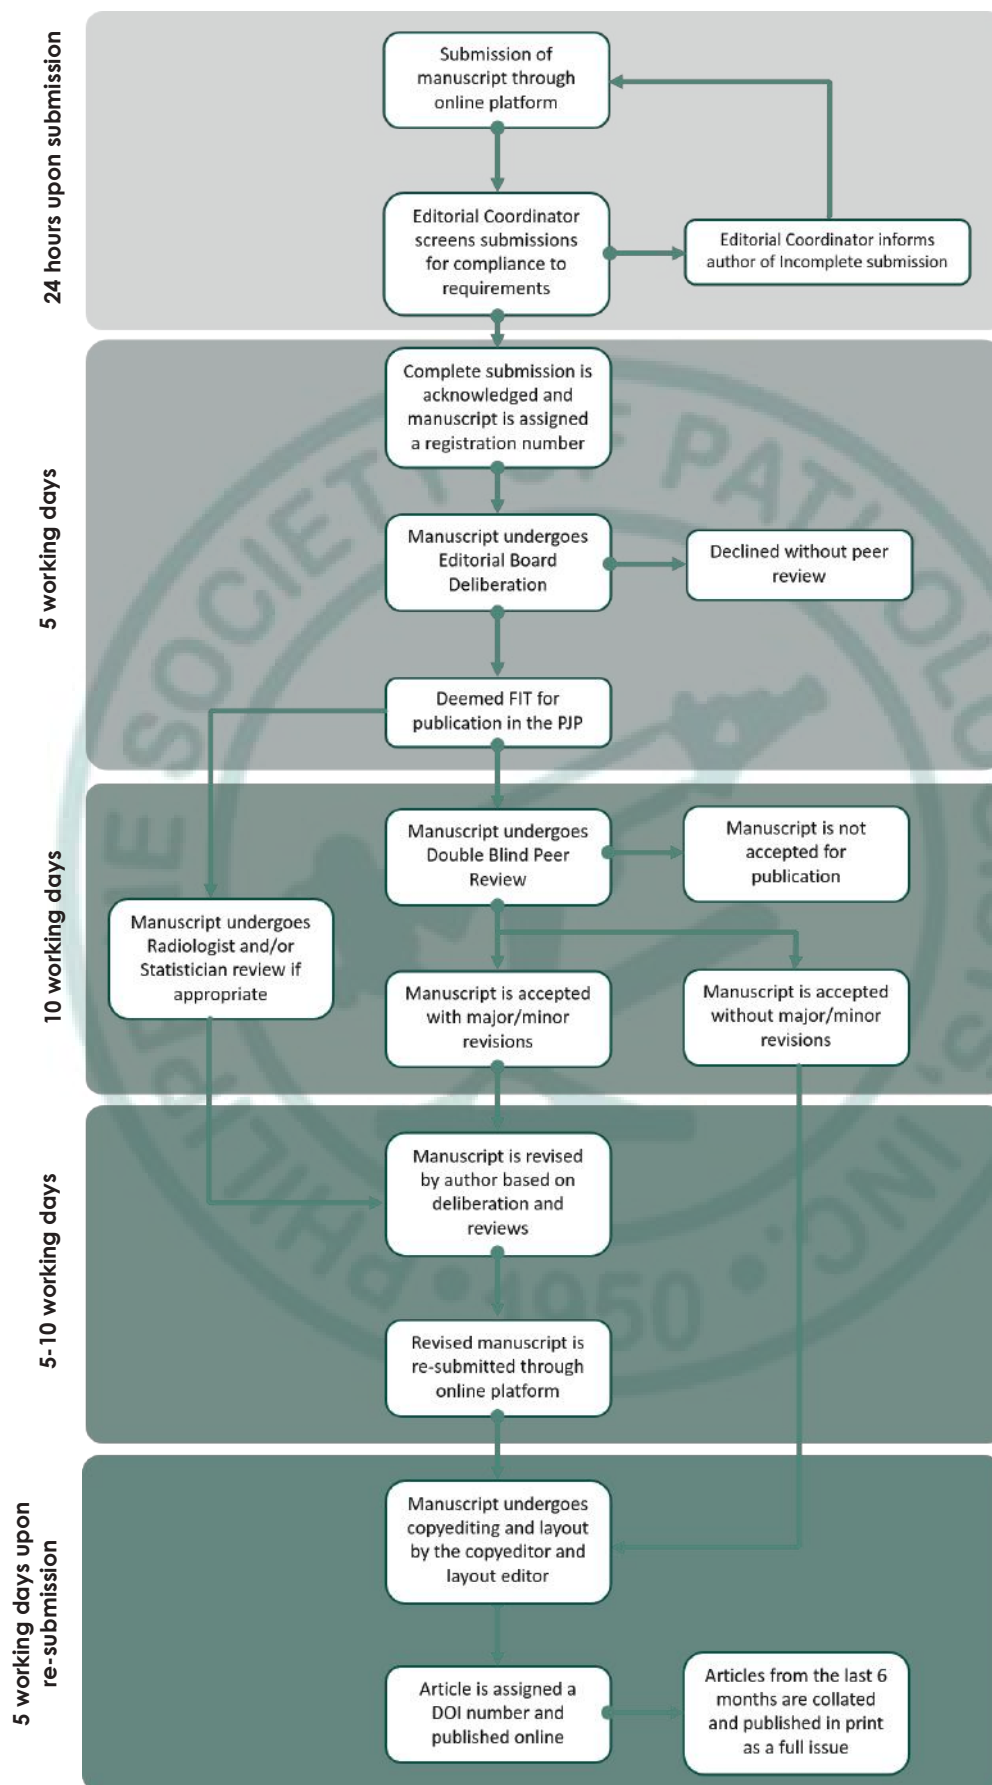 24 hours upon submission
Submission of
manuscript through
online platform
Editorial Coordinator
screens submissions
for compliance to
requirements
Editorial Coordinator informs
author of Incomplete submission
5 working days
Complete submission is
acknowledged and
manuscript is assigned
a registration number
Manuscript undergoes
Editorial Board
Deliberation
Declined without peer
review
Deemed FIT for
publication in the PJP
10 working days
Manuscript undergoes
Double Blind Peer
Review
Manuscript is not
accepted for
publication
Manuscript undergoes
Radiologist and/or
Statistician review if
appropriate
Manuscript is accepted
with major/minor
revisions
Manuscript is accepted
without major/minor
revisions
5-10 working days
Manuscript is revised
by author based on
deliberation and
reviews
Revised manuscript is
re-submitted through
online platform
5 working days upon
re-submission
Manuscript undergoes
copyediting and layout
by the copyeditor and
layout editor
Article is assigned a
DOI number and
published online
Articles from the last 6
months are collated
and published in print
as a full issue
PHILIPPINE SOCIETY OF PATHOLOGISTS, INC.
1950